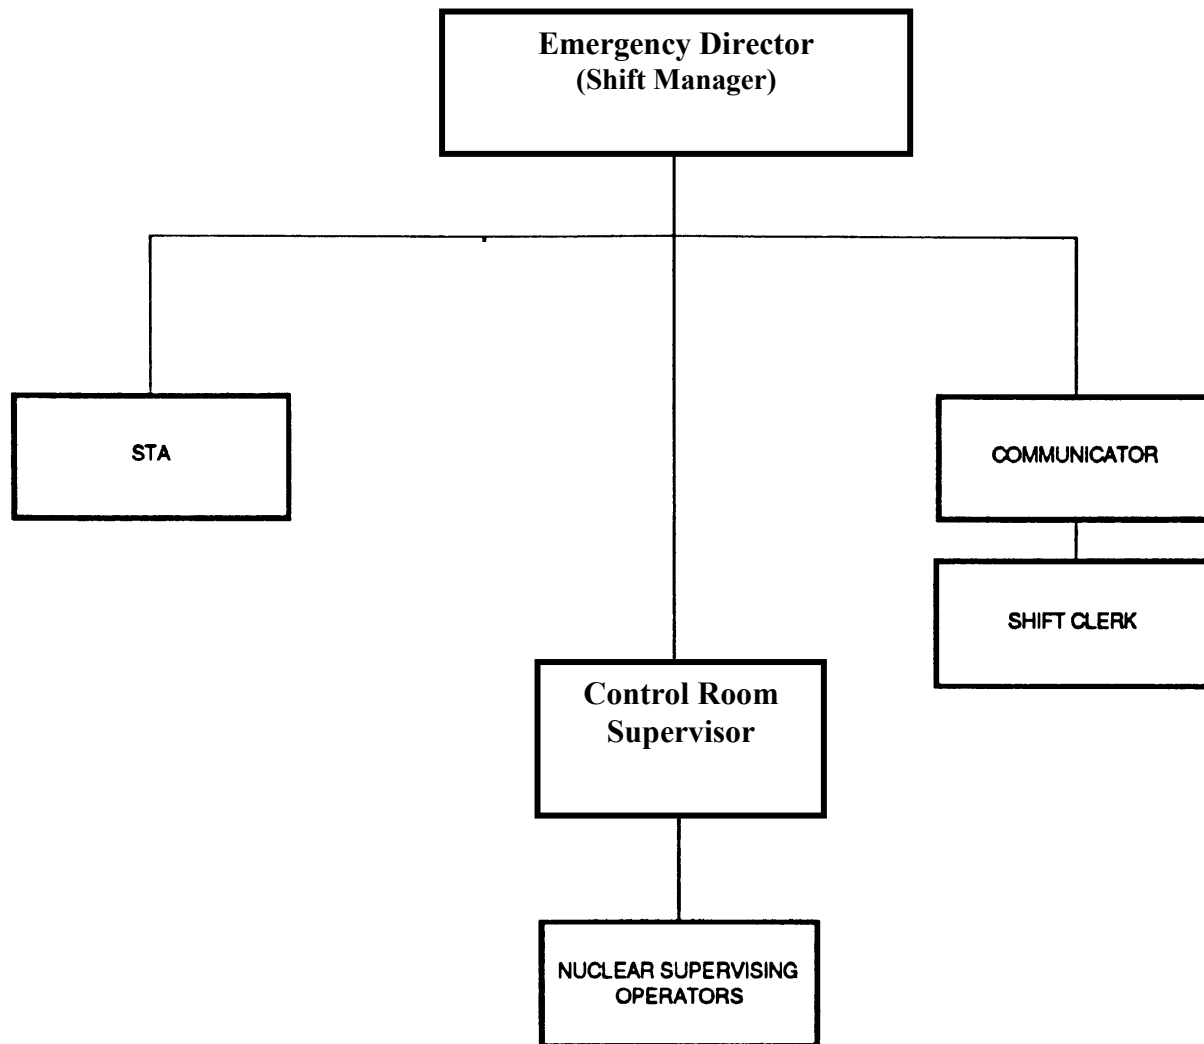 Emergency Director
(Shift Manager)
STA
COMMUNICATOR
SHIFT CLERK
Control Room
Supervisor
NUCLEAR SUPERVISING
OPERATORS